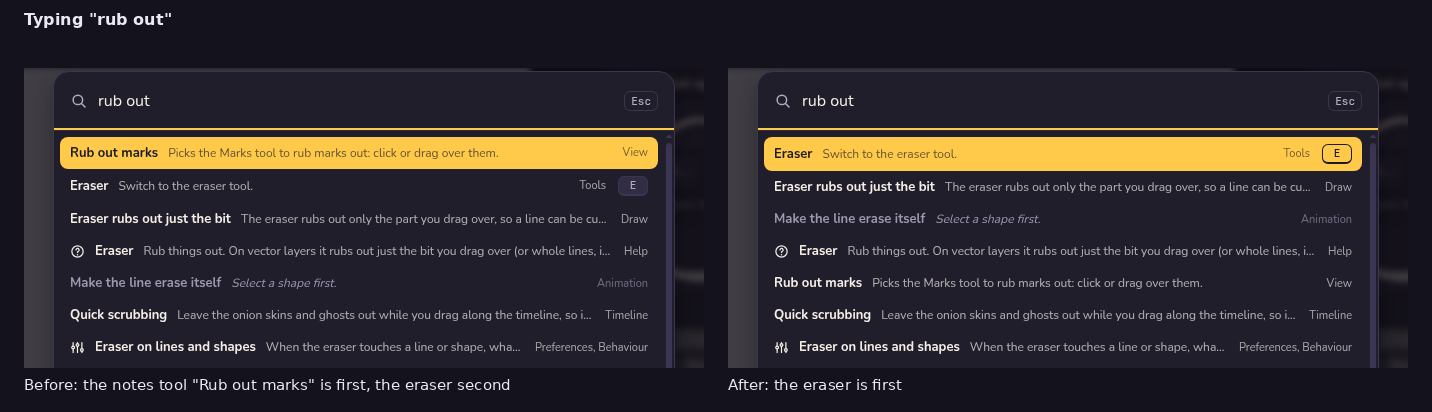 Typing "rub out"
rub out Esc
Rub out marks Picks the Marks tool to rub marks out: click or drag over them. View
Eraser Switch to the eraser tool. Tools E
Eraser rubs out just the bit The eraser rubs out only the part you drag over, so a line can be cu... Draw
Eraser Rub things out. On vector layers it rubs out just the bit you drag over (or whole lines, i... Help
Make the line erase itself Select a shape first. Animation
Quick scrubbing Leave the onion skins and ghosts out while you drag along the timeline, so i... Timeline
Eraser on lines and shapes When the eraser touches a line or shape, wha... Preferences, Behaviour
Before: the notes tool "Rub out marks" is first, the eraser second
rub out Esc
Eraser Switch to the eraser tool. Tools E
Eraser rubs out just the bit The eraser rubs out only the part you drag over, so a line can be cu... Draw
Make the line erase itself Select a shape first. Animation
Eraser Rub things out. On vector layers it rubs out just the bit you drag over (or whole lines, i... Help
Rub out marks Picks the Marks tool to rub marks out: click or drag over them. View
Quick scrubbing Leave the onion skins and ghosts out while you drag along the timeline, so i... Timeline
Eraser on lines and shapes When the eraser touches a line or shape, wha... Preferences, Behaviour
After: the eraser is first